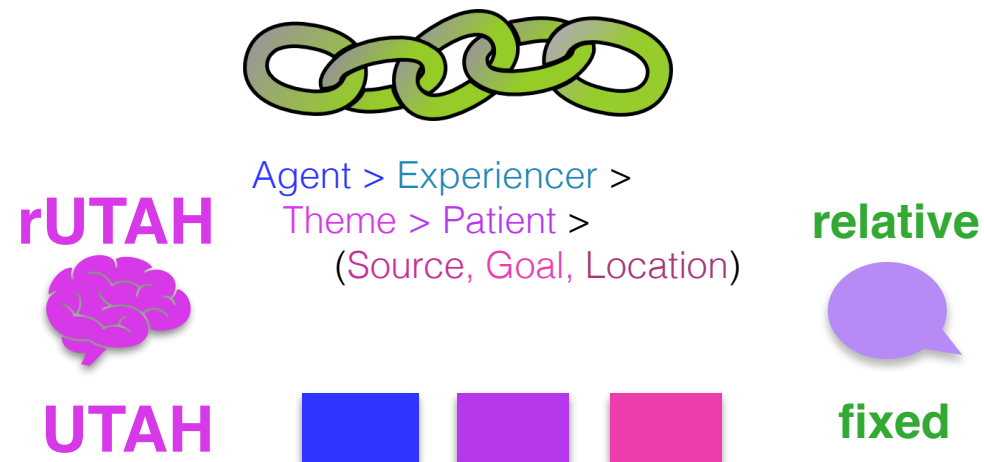 Agent > Experiencer >
rUTAH
Theme > Patient >
relative
(Source, Goal, Location)
UTAH
fixed